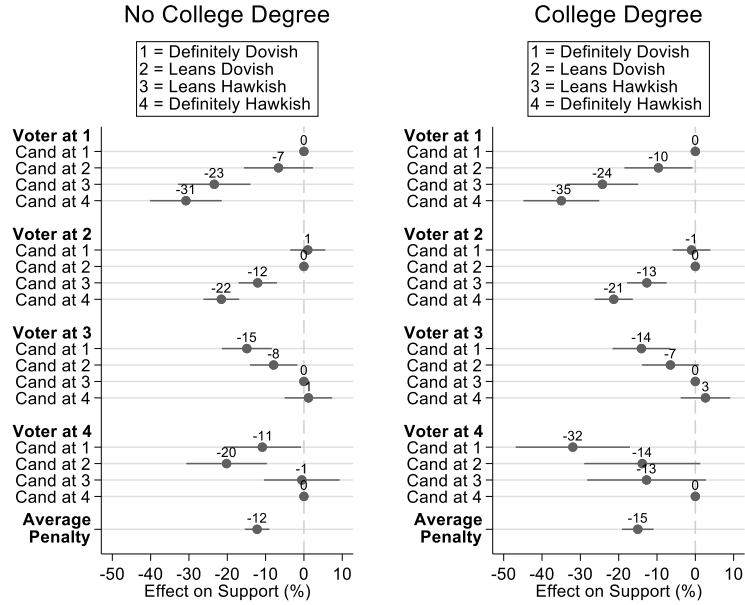 No College Degree
1 = Definitely Dovish
2 = Leans Dovish
3 = Leans Hawkish
4 = Definitely Hawkish
Voter at 1
Cand at 1 0
Cand at 2 -7
Cand at 3 -23
Cand at 4 -31
Voter at 2
Cand at 1 1
Cand at 2 0
Cand at 3 -12
Cand at 4 -22
Voter at 3
Cand at 1 -15
Cand at 2 -8
Cand at 3 0
Cand at 4 1
Voter at 4
Cand at 1 -11
Cand at 2 -20
Cand at 3 -1
Cand at 4 0
Average
Penalty -12
-50 -40 -30 -20 -10 0 10
Effect on Support (%)
College Degree
1 = Definitely Dovish
2 = Leans Dovish
3 = Leans Hawkish
4 = Definitely Hawkish
Voter at 1
Cand at 1 0
Cand at 2 -10
Cand at 3 -24
Cand at 4 -35
Voter at 2
Cand at 1 -1
Cand at 2 0
Cand at 3 -13
Cand at 4 -21
Voter at 3
Cand at 1 -14
Cand at 2 -7
Cand at 3 0
Cand at 4 3
Voter at 4
Cand at 1 -32
Cand at 2 -14
Cand at 3 -13
Cand at 4 0
Average
Penalty -15
-50 -40 -30 -20 -10 0 10
Effect on Support (%)